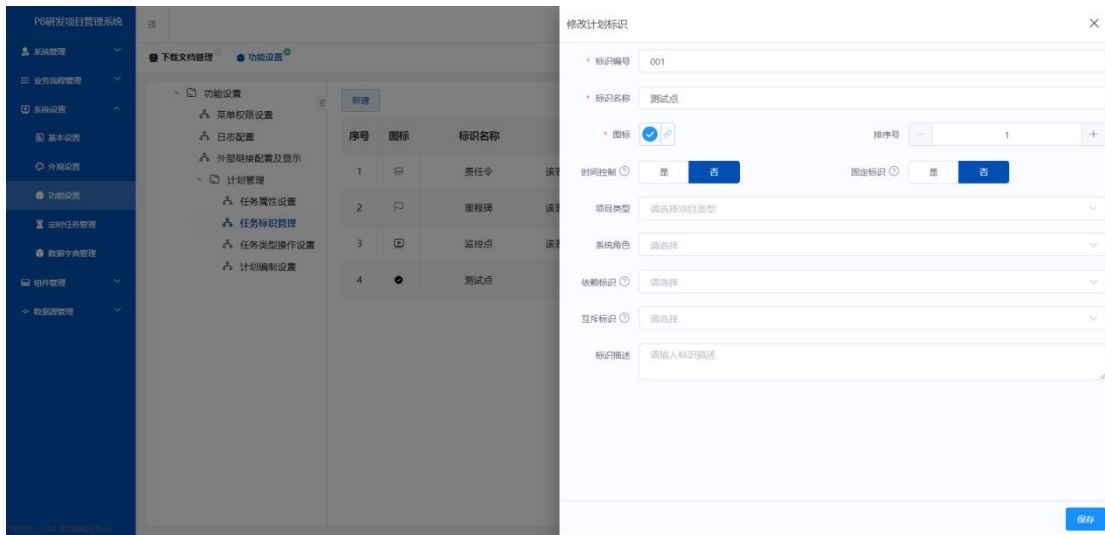 P8研发项目管理系统
系统管理
业务流程管理
系统设置
基本设置
外观设置
功能设置
定时任务管理
数据字典管理
组件管理
数据源管理
下载文档管理
功能设置
功能设置
菜单权限设置
日志配置
外部链接配置及显示
计划管理
任务属性设置
任务标识管理
任务类型操作设置
计划编制设置
新建
序号 图标 标识名称
1 责任令 该
2 里程碑 该
3 监控点 该
4 测试点
修改计划标识
* 标识编号 001
* 标识名称 测试点
* 图标 排序号 1
时间控制 是 否 固定标识 是 否
项目类型 请选择项目类型
系统角色 请选择
依赖标识 请选择
互斥标识 请选择
标识描述 请输入标识描述
保存